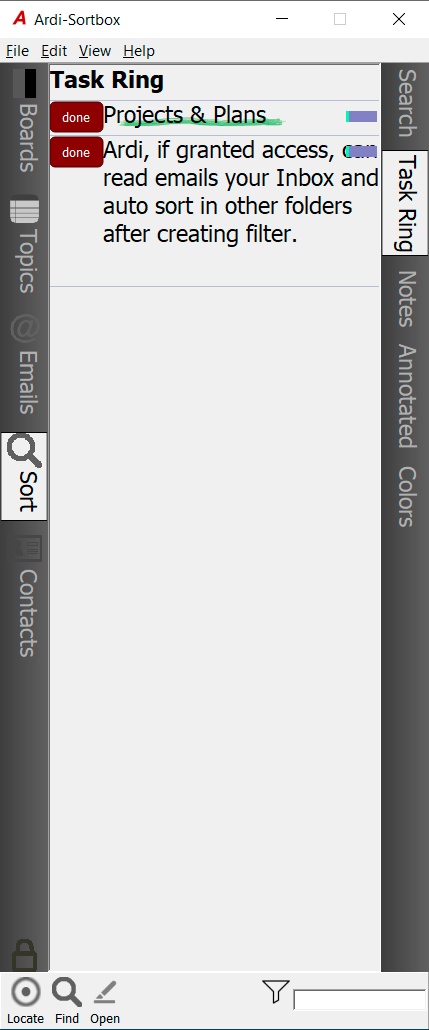 A Ardi-Sortbox
File Edit View Help
Boards
Topics
@ Emails
Sort
Contacts
Task Ring
done Projects & Plans
done Ardi, if granted access, can
read emails your Inbox and
auto sort in other folders
after creating filter.
Search
Task Ring
Notes
Annotated
Colors
Locate Find Open